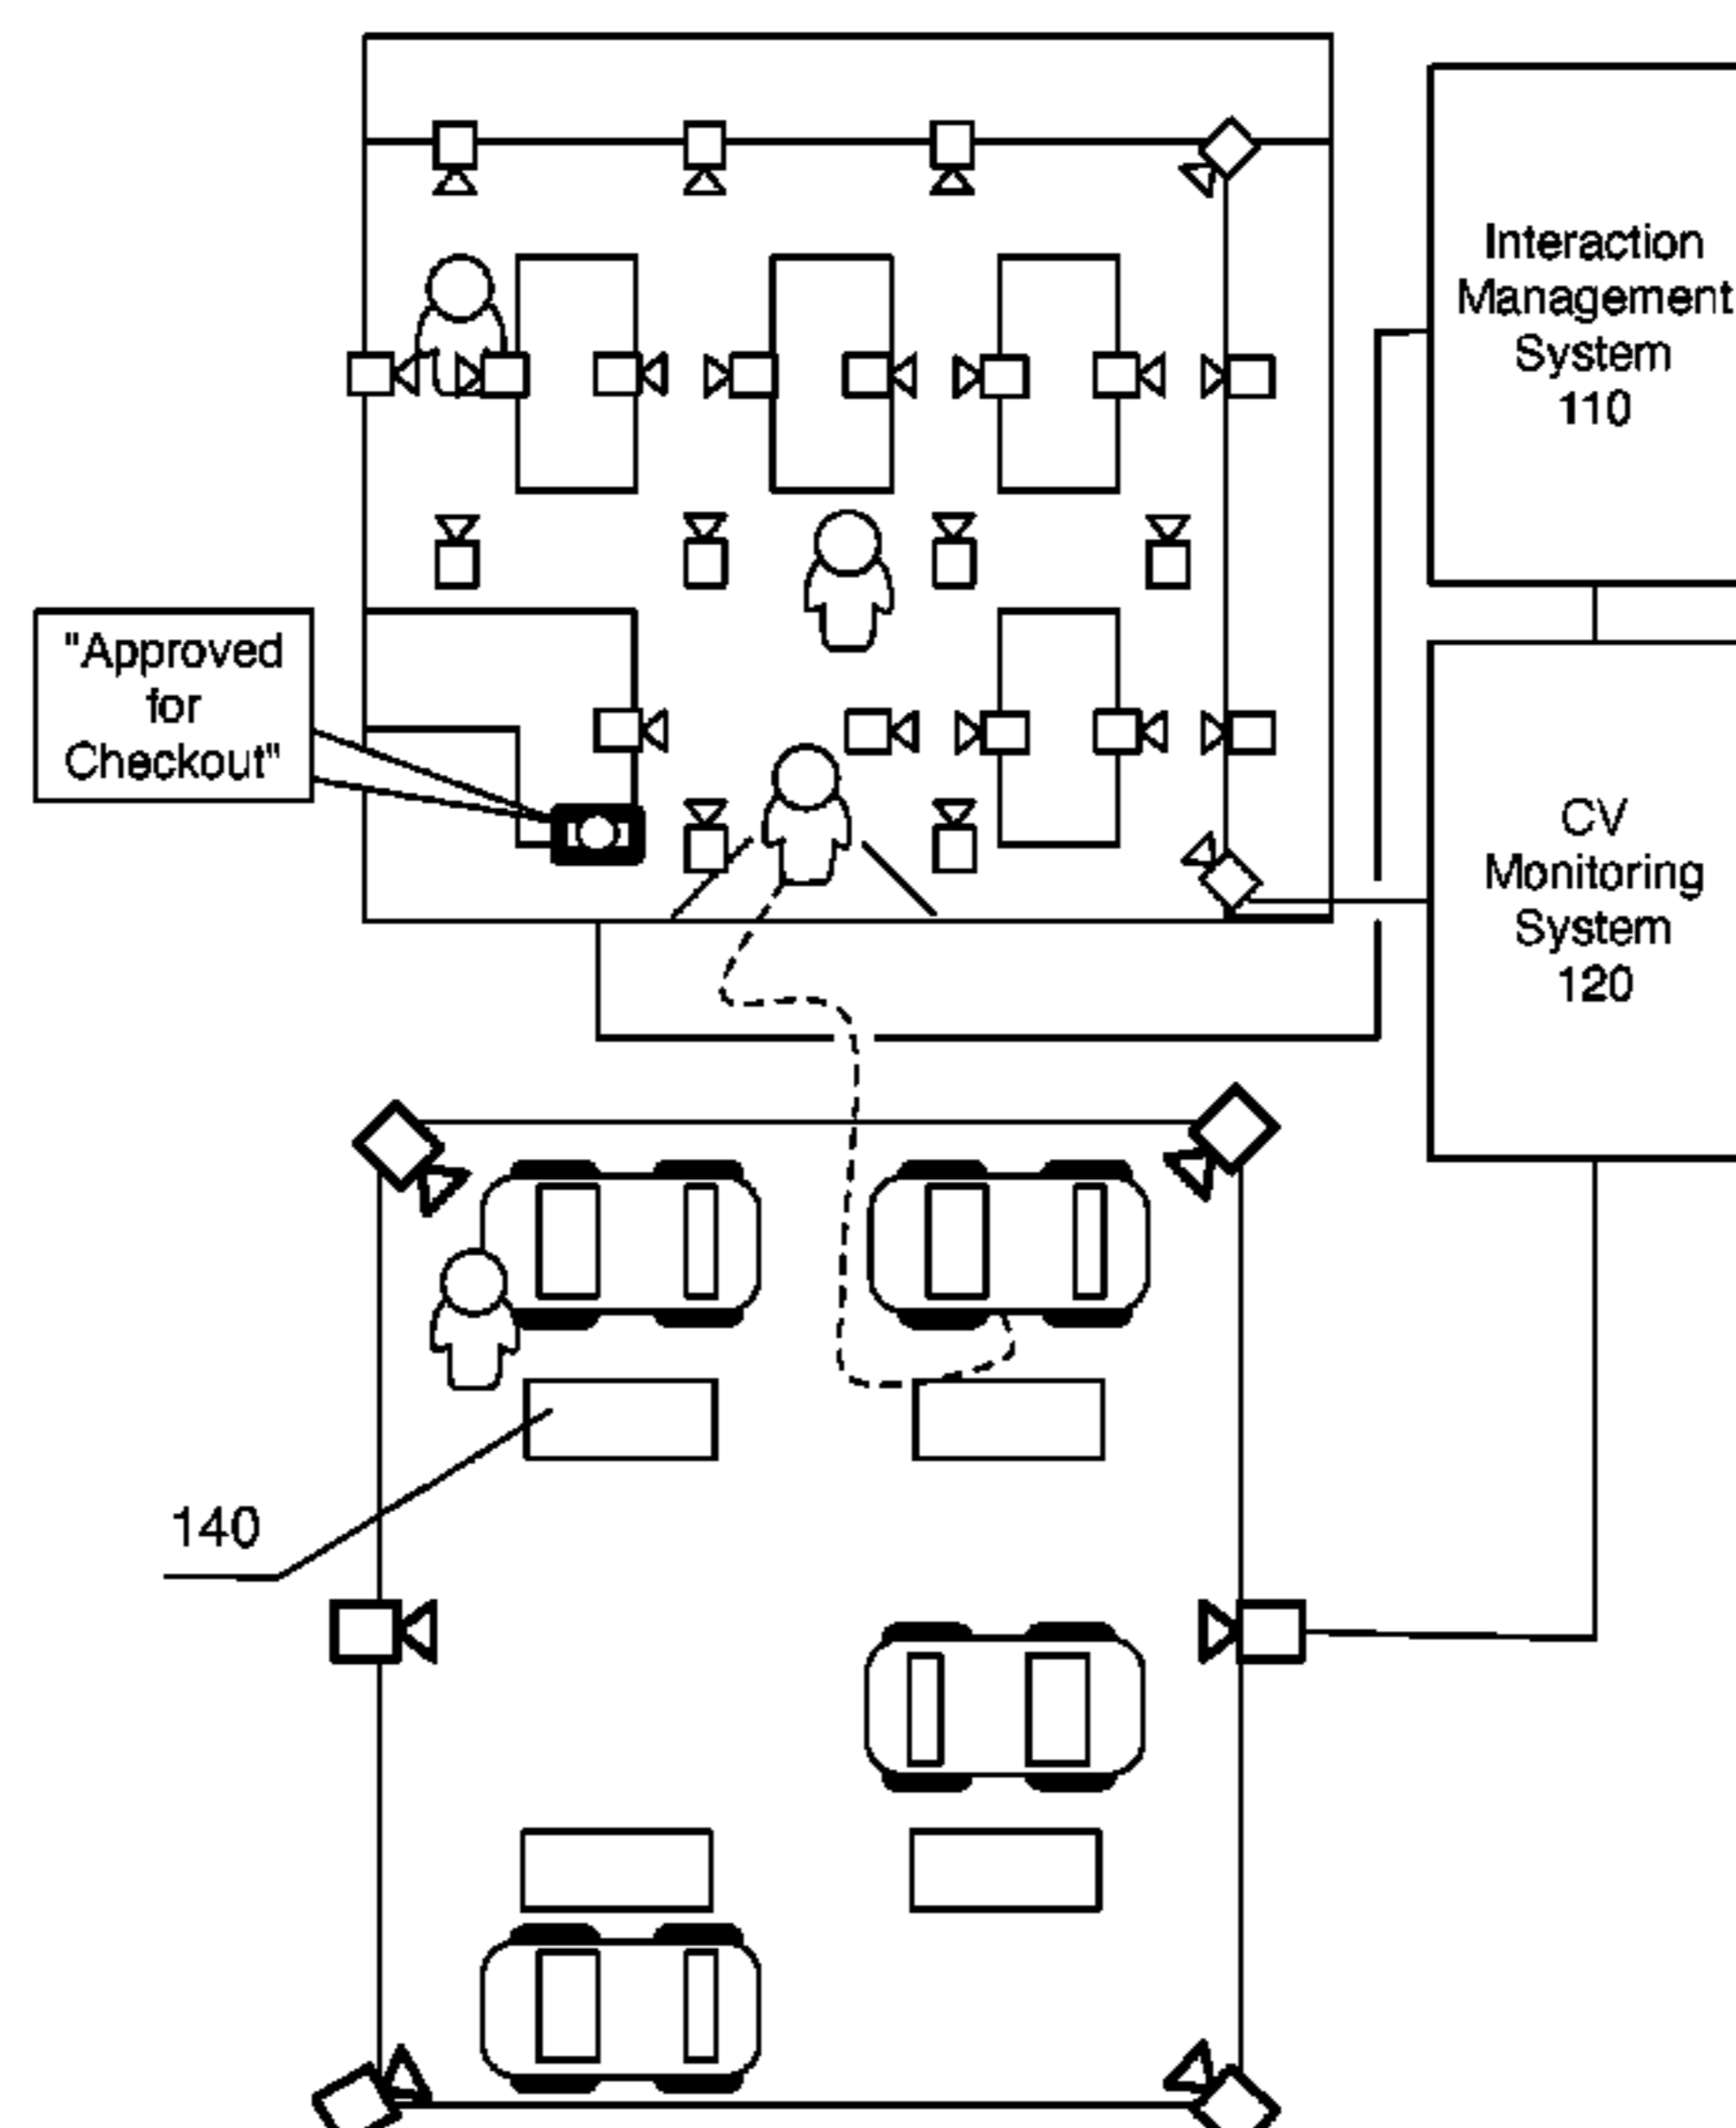 Interaction
Management
System
110
"Approved
for
Checkout"
CV
Monitoring
System
120
140